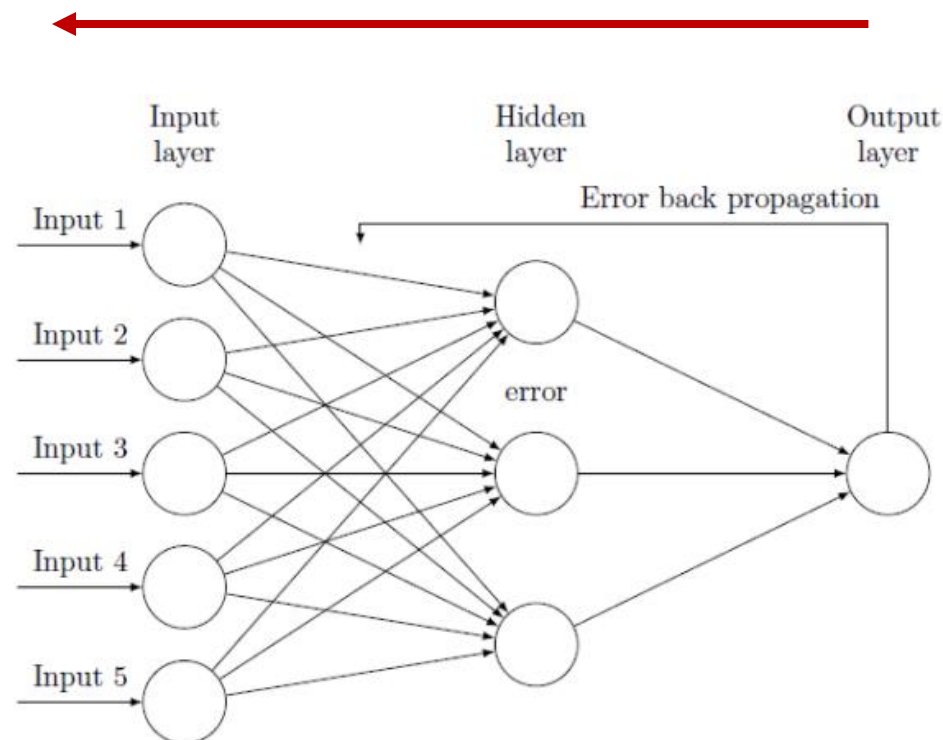 Input
layer
Hidden
layer
Output
layer
Error back propagation
Input 1
Input 2
error
Input 3
Input 4
Input 5